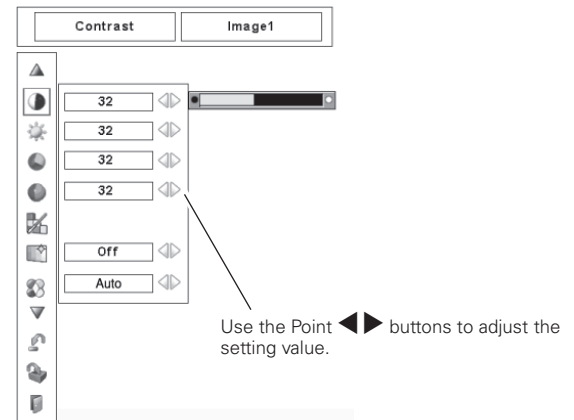 Contrast Image1
32
32
32
32
Off
Auto
Use the Point ◀▶ buttons to adjust the
setting value.